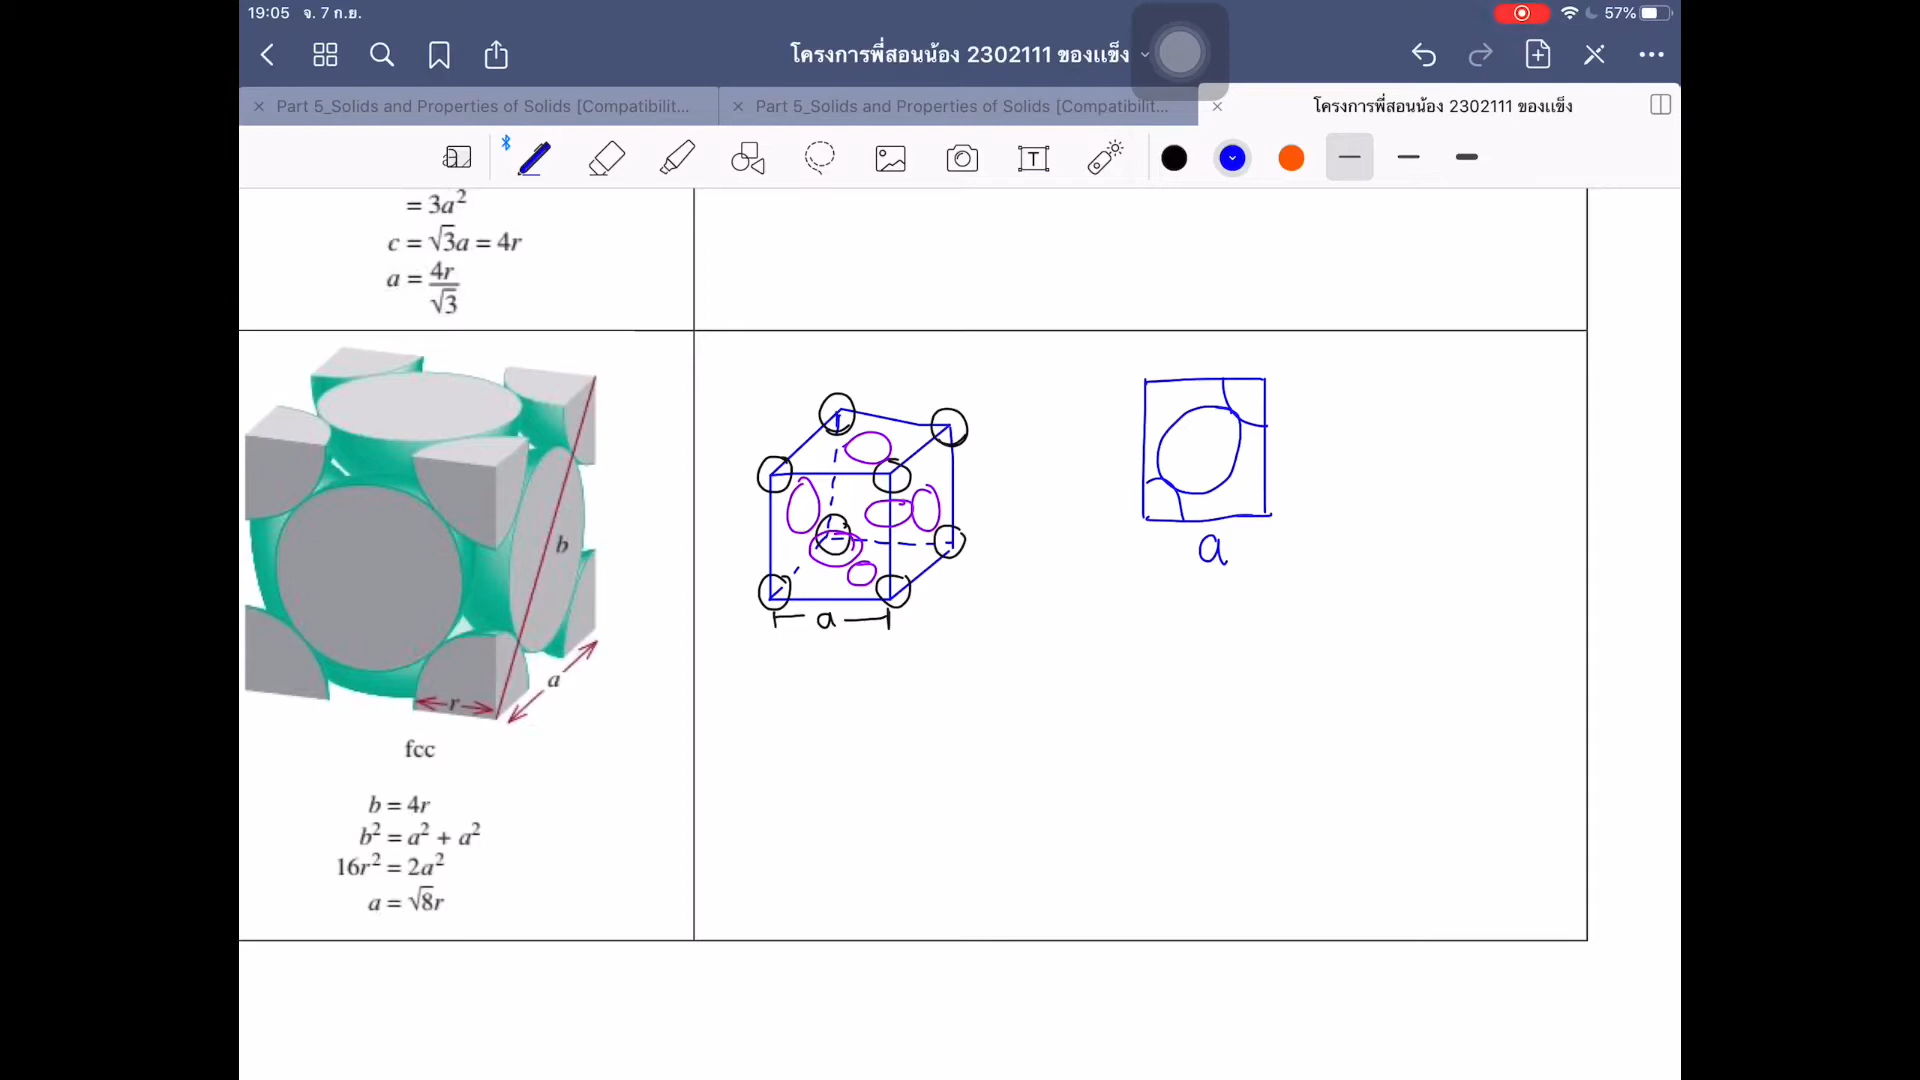 19:05 จ. 7 ก.ย.
57%
โครงการพี่สอนน้อง 2302111 ของแข็ง
Part 5_Solids and Properties of Solids [Compatibilit...
Part 5_Solids and Properties of Solids [Compatibilit...
โครงการพี่สอนน้อง 2302111 ของแข็ง
= 3a²
c = √3a = 4r
a = 4r/√3
b
a
r
a
a
fcc
b = 4r
b² = a² + a²
16r² = 2a²
a = √8r